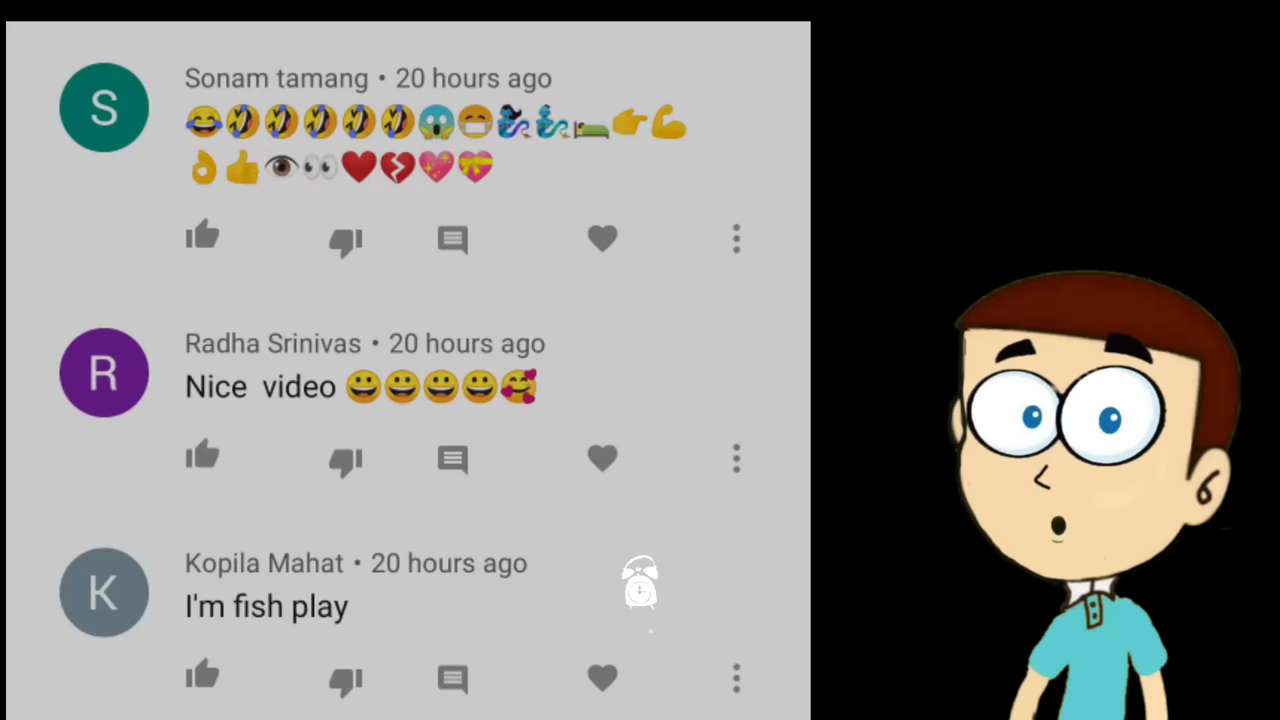 S
Sonam tamang • 20 hours ago
😂🤣🤣🤣🤣🤣😱😷🧞‍♀️🧞‍♂️🛏️👉💪
👌👍👁️👀❤️💔💖💝
R
Radha Srinivas • 20 hours ago
Nice video 😀😀😀😀🥰
K
Kopila Mahat • 20 hours ago
I'm fish play